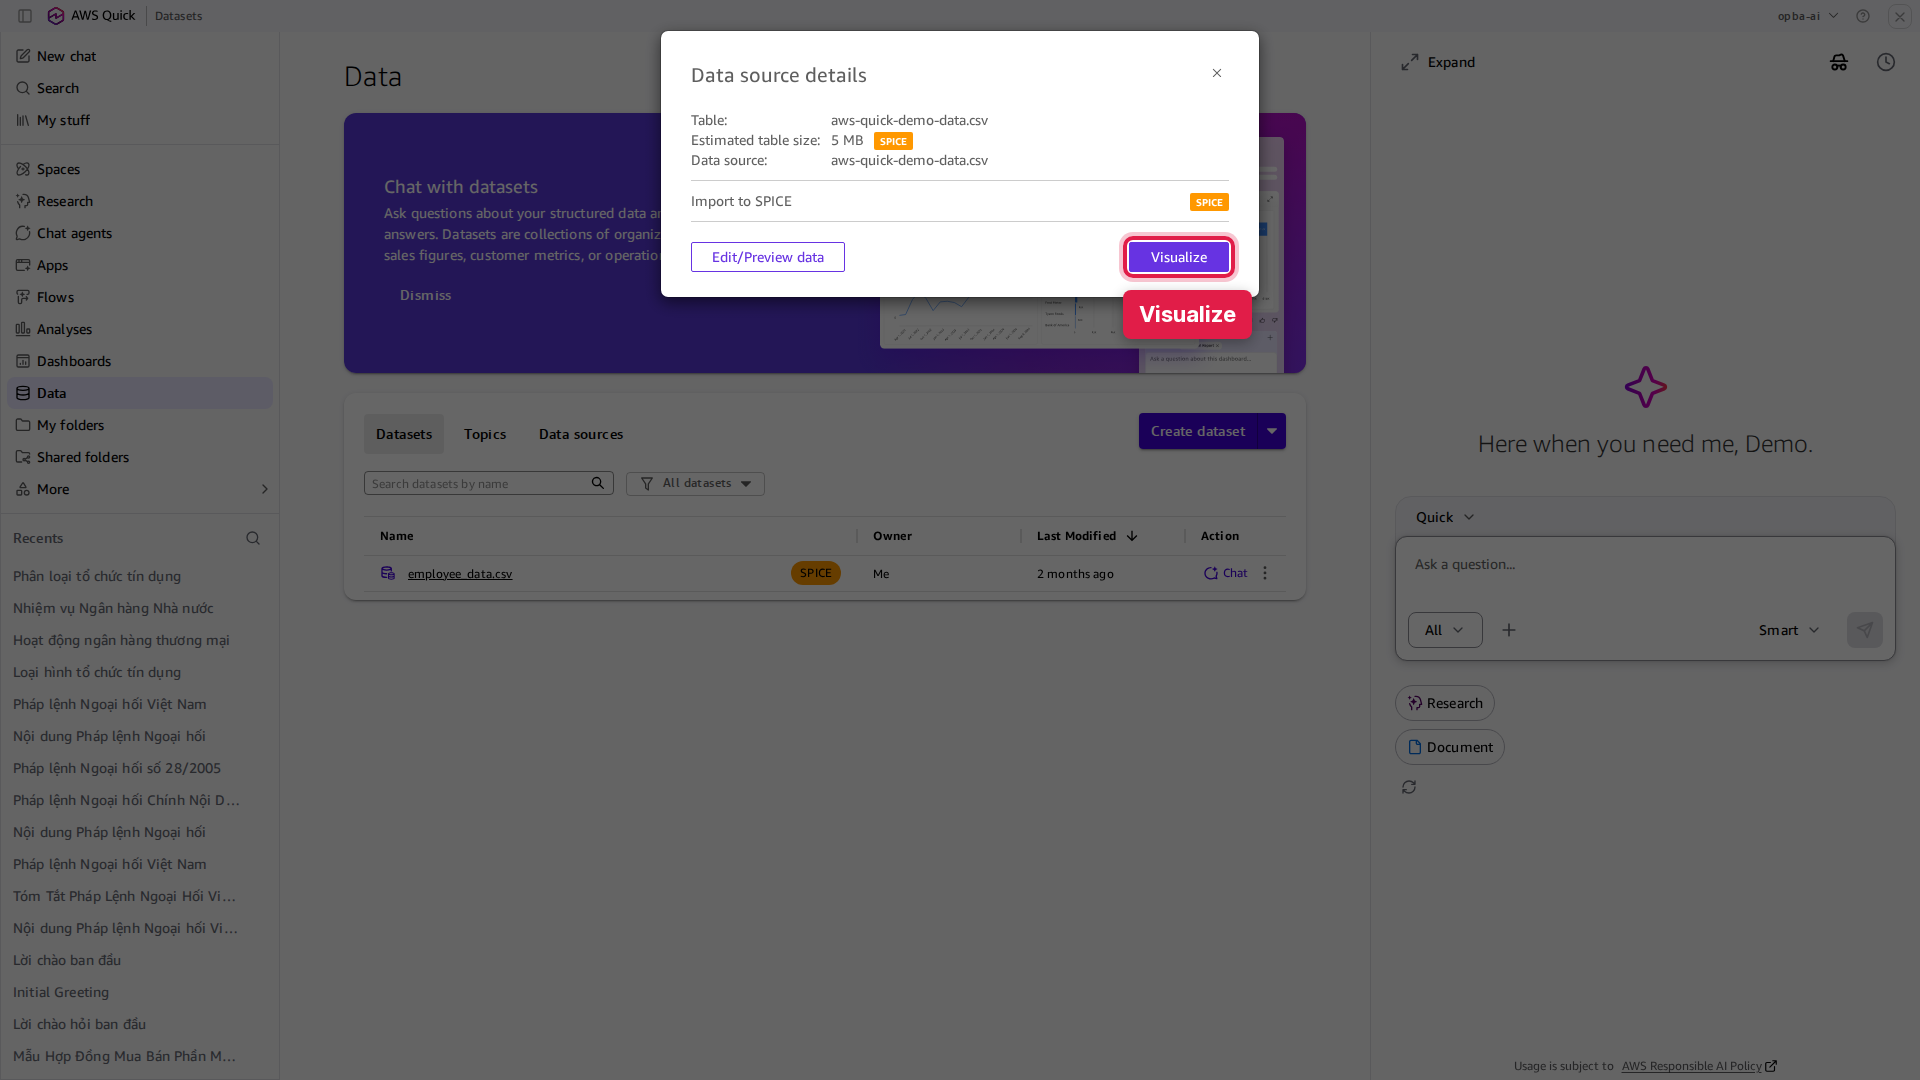 AWS Quick
Datasets
opba-ai
New chat
Search
My stuff
Spaces
Research
Chat agents
Apps
Flows
Analyses
Dashboards
Data
My folders
Shared folders
More
Recents
Phân loại tổ chức tín dụng
Nhiệm vụ Ngân hàng Nhà nước
Hoạt động ngân hàng thương mại
Loại hình tổ chức tín dụng
Pháp lệnh Ngoại hối Việt Nam
Nội dung Pháp lệnh Ngoại hối
Pháp lệnh Ngoại hối số 28/2005
Pháp lệnh Ngoại hối Chính Nội D...
Nội dung Pháp lệnh Ngoại hối
Pháp lệnh Ngoại hối Việt Nam
Tóm Tắt Pháp Lệnh Ngoại Hối Vi...
Nội dung Pháp lệnh Ngoại hối Vi...
Lời chào ban đầu
Initial Greeting
Lời chào hỏi ban đầu
Mẫu Hợp Đồng Mua Bán Phần M...
Data
Chat with datasets
Ask questions about your structured data a
answers. Datasets are collections of organiz
sales figures, customer metrics, or operatio
Dismiss
Ask a question about this dashboard...
Data source details
Table: aws-quick-demo-data.csv
Estimated table size: 5 MB SPICE
Data source: aws-quick-demo-data.csv
Import to SPICE SPICE
Edit/Preview data
Visualize
Visualize
Datasets
Topics
Data sources
Create dataset
Search datasets by name
All datasets
Name Owner Last Modified Action
employee_data.csv SPICE Me 2 months ago Chat
Expand
Here when you need me, Demo.
Quick
Ask a question...
All
Smart
Research
Document
Usage is subject to AWS Responsible AI Policy